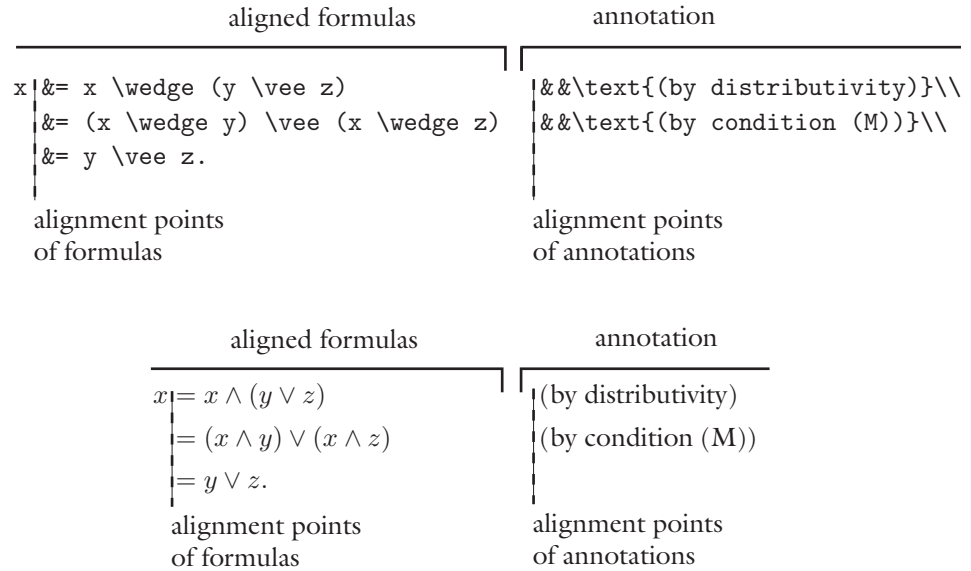 aligned formulas annotation
x &= x \wedge (y \vee z) &&\text{(by distributivity)}\\
&= (x \wedge y) \vee (x \wedge z) &&\text{(by condition (M))}\\
&= y \vee z.
alignment points alignment points
of formulas of annotations
aligned formulas annotation
x = x ∧ (y ∨ z) (by distributivity)
= (x ∧ y) ∨ (x ∧ z) (by condition (M))
= y ∨ z.
alignment points alignment points
of formulas of annotations